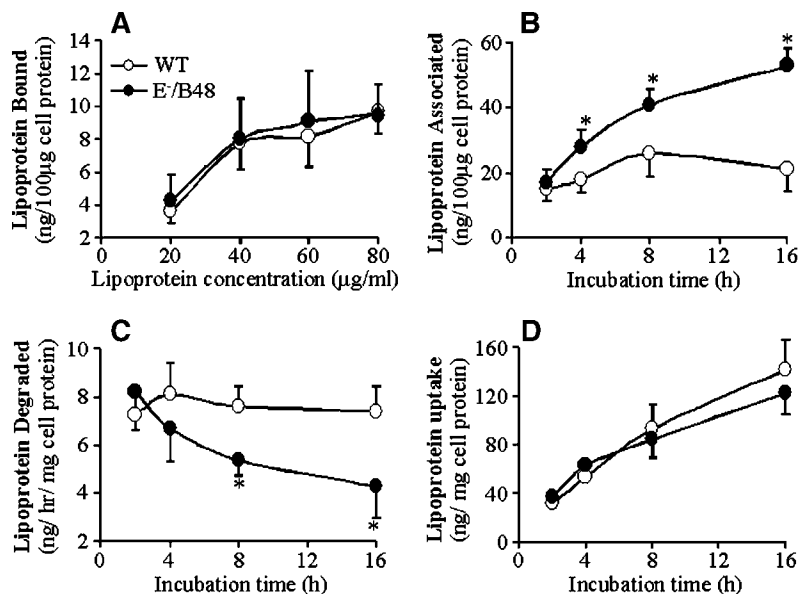 A
Lipoprotein Bound
(ng/100µg cell protein)
14
12
10
8
6
4
2
WT
E⁻/B48
0 20 40 60 80
Lipoprotein concentration (µg/ml)
B
Lipoprotein Associated
(ng/100µg cell protein)
60
40
20
0
* * *
0 4 8 12 16
Incubation time (h)
C
Lipoprotein Degraded
(ng/ hr/ mg cell protein)
10
8
6
4
2
* *
0 4 8 12 16
Incubation time (h)
D
Lipoprotein uptake
(ng/ mg cell protein)
160
120
80
40
0
0 4 8 12 16
Incubation time (h)